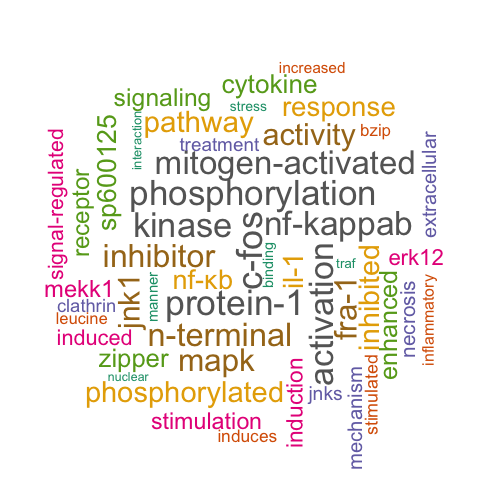 increased
cytokine
signaling
stress
response
pathway
activity
bzip
interaction
treatment
signal-regulated
receptor
sp600125
mitogen-activated
extracellular
phosphorylation
kinase
c-fos
nf-kappab
inhibitor
binding
il-1
traf
erk12
mekk1
jnk1
manner
nf-κb
activation
fra-1
inhibited
enhanced
necrosis
inflammatory
clathrin
leucine
protein-1
induced
n-terminal
zipper
mapk
nuclear
phosphorylated
induction
jnks
mechanism
stimulated
stimulation
induces